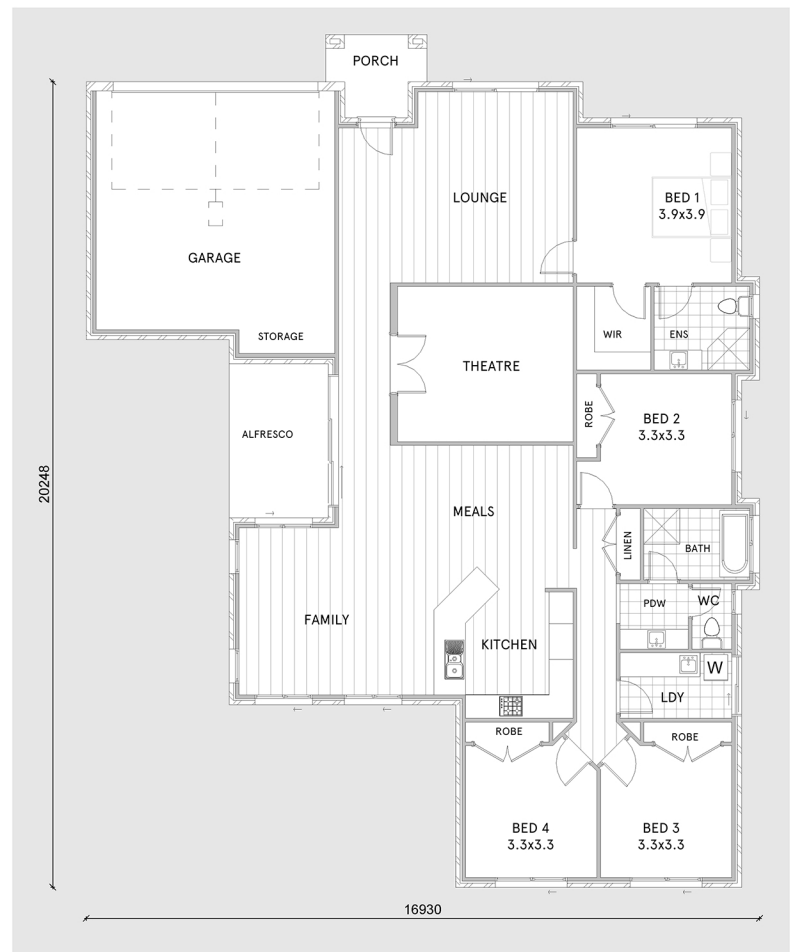 PORCH
LOUNGE
BED 1
3.9x3.9
GARAGE
STORAGE
WIR
ENS
THEATRE
ROBE
BED 2
3.3x3.3
ALFRESCO
20248
MEALS
LINEN
BATH
PDW
WC
FAMILY
KITCHEN
W
LDY
ROBE
ROBE
BED 4
3.3x3.3
BED 3
3.3x3.3
16930